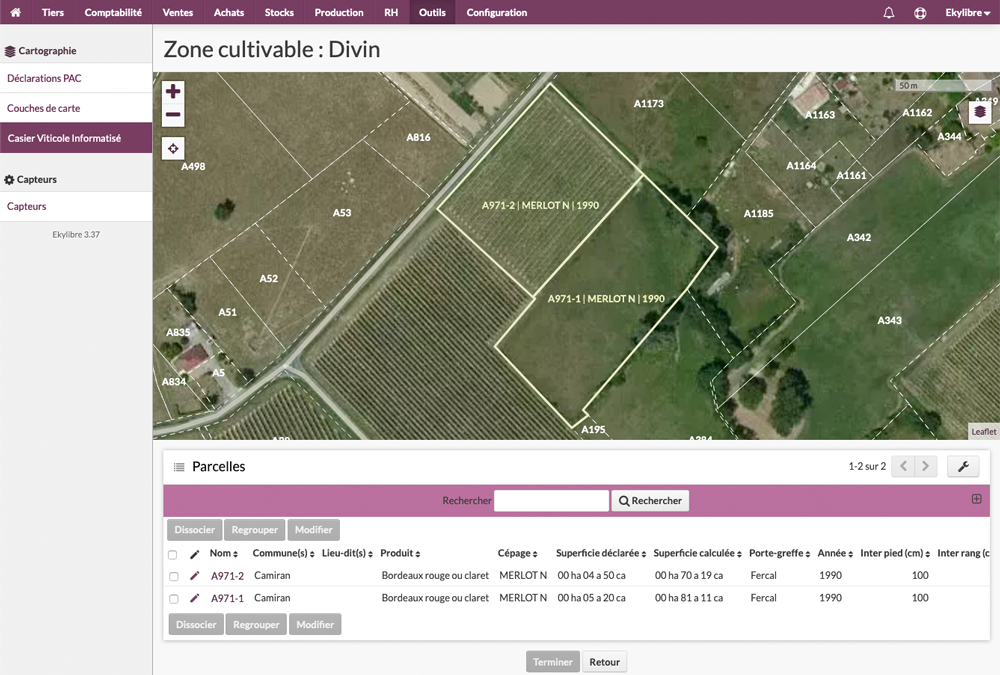 Tiers Comptabilité Ventes Achats Stocks Production RH Outils Configuration Ekylibre
Cartographie
Déclarations PAC
Couches de carte
Casier Viticole Informatisé
Capteurs
Capteurs
Ekylibre 3.37
Zone cultivable : Divin
50 m
A1173
A1163
A1162
A344
A816
A498
A1164
A1161
A53
A971-2 | MERLOT N | 1990
A1185
A342
A52
A971-1 | MERLOT N | 1990
A51
A343
A835
A5
A834
A195
Leaflet
Parcelles
1-2 sur 2
Rechercher Rechercher
Dissocier Regrouper Modifier
Nom Commune(s) Lieu-dit(s) Produit Cépage Superficie déclarée Superficie calculée Porte-greffe Année Inter pied (cm) Inter rang (c
A971-2 Camiran Bordeaux rouge ou claret MERLOT N 00 ha 04 a 50 ca 00 ha 70 a 19 ca Fercal 1990 100
A971-1 Camiran Bordeaux rouge ou claret MERLOT N 00 ha 05 a 20 ca 00 ha 81 a 11 ca Fercal 1990 100
Dissocier Regrouper Modifier
Terminer Retour